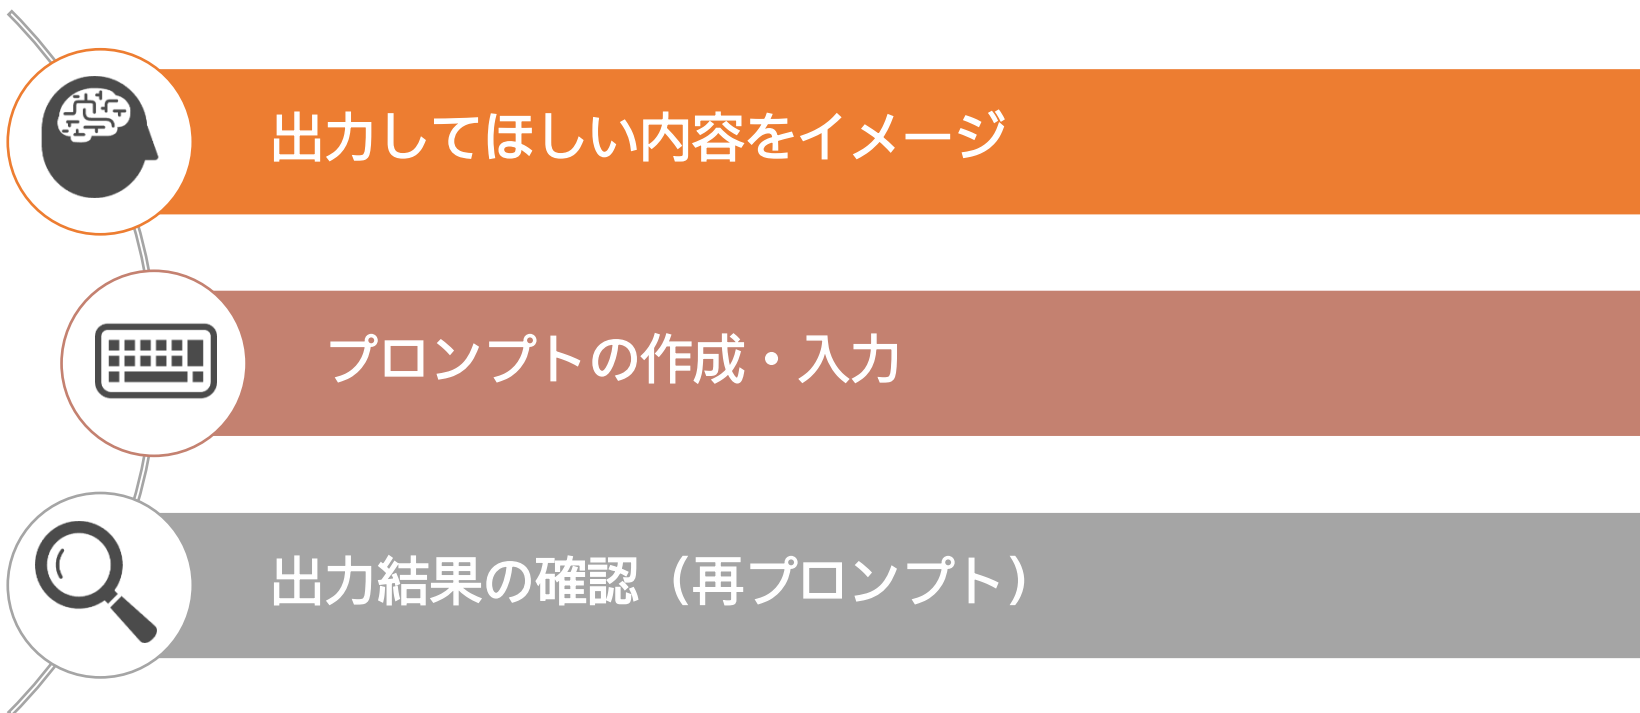 出力してほしい内容をイメージ
プロンプトの作成・入力
出力結果の確認（再プロンプト）